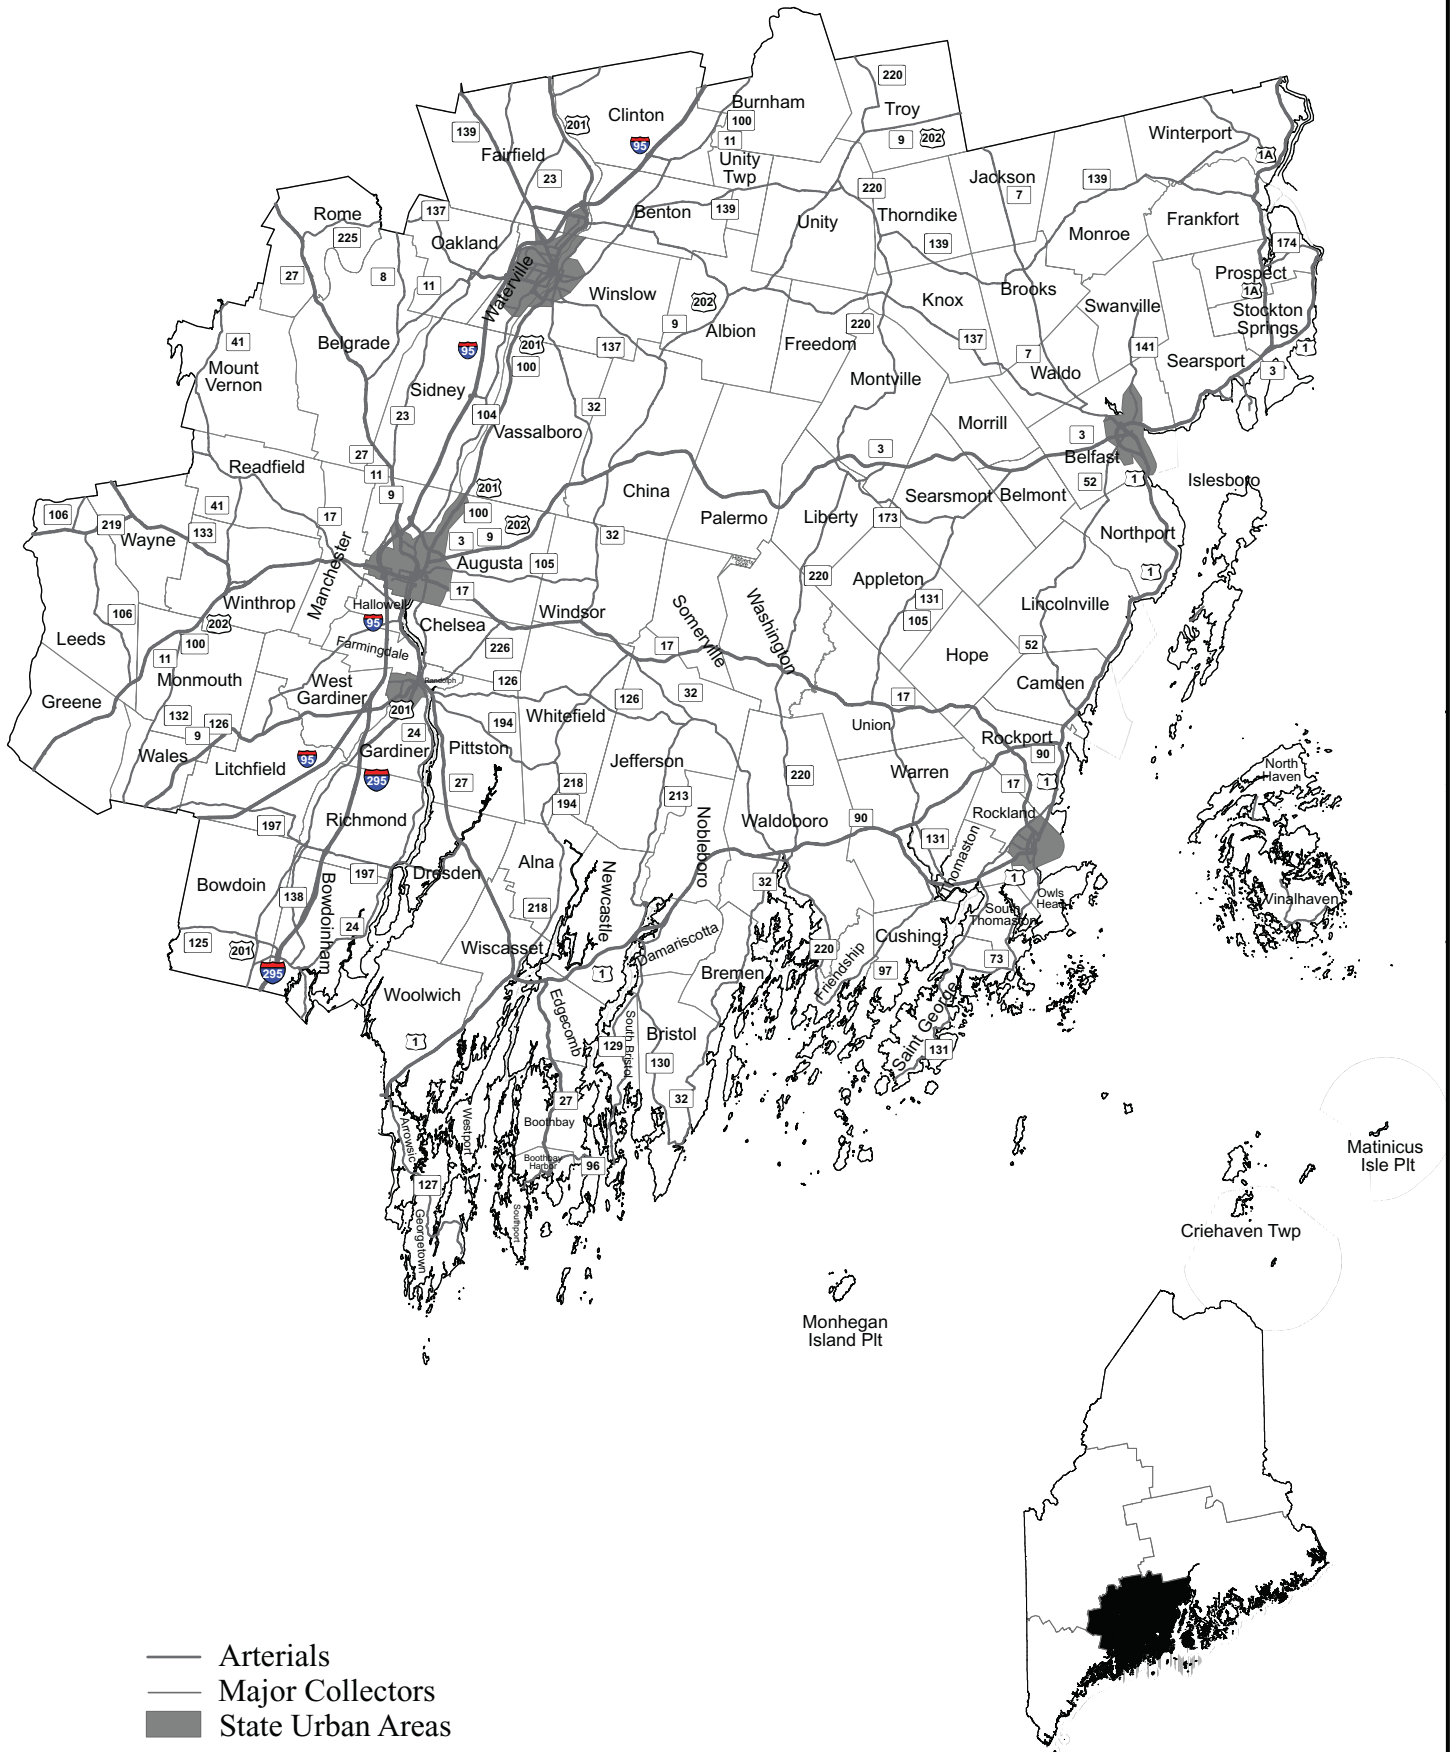 220
Burnham
Clinton
100
Troy
201
139
11
9
202
Winterport
95
1A
Fairfield
Unity
Twp
23
Jackson
7
139
220
Rome
137
Benton
139
Unity
Thorndike
Frankfort
225
Oakland
139
Monroe
174
27
8
11
Waterville
Prospect
1A
Winslow
202
Knox
Brooks
Swanville
Stockton
Springs
9
Albion
220
Freedom
41
Belgrade
95
201
137
137
7
141
1
Mount
Vernon
100
Searsport
3
Waldo
Montville
Sidney
23
104
32
Vassalboro
Morrill
3
27
3
Belfast
Readfield
11
9
201
China
Searsmont
Belmont
52
1
Islesboro
106
219
Wayne
41
133
17
100
202
Palermo
Liberty
173
Northport
3
9
32
Manchester
Augusta
105
220
Appleton
1
17
131
105
Winthrop
Hallowell
95
Windsor
Somerville
Washington
Lincolnville
106
202
Chelsea
Leeds
100
Farmingdale
226
17
Hope
52
11
Monmouth
West
Gardiner
Randolph
126
126
32
17
Camden
Greene
132
126
9
201
24
194
Whitefield
Union
Rockport
90
Wales
Litchfield
95
Gardiner
Pittston
Jefferson
North
Haven
295
27
218
194
213
220
Warren
17
1
197
Richmond
Nobleboro
Waldoboro
90
Rockland
131
Alna
Bowdoin
138
Bowdoinham
197
Dresden
Newcastle
32
1
Owls
Head
Vinalhaven
24
218
South
Thomaston
125
201
Wiscasset
Damariscotta
220
Friendship
Cushing
73
295
1
Bremen
97
Woolwich
Edgecomb
South Bristol
Saint George
1
129
Bristol
130
131
27
32
Arrowsic
Westport
Boothbay
Boothbay
Harbor
96
127
Matinicus
Isle Plt
Georgetown
Southport
Criehaven Twp
Monhegan
Island Plt
Arterials
Major Collectors
State Urban Areas